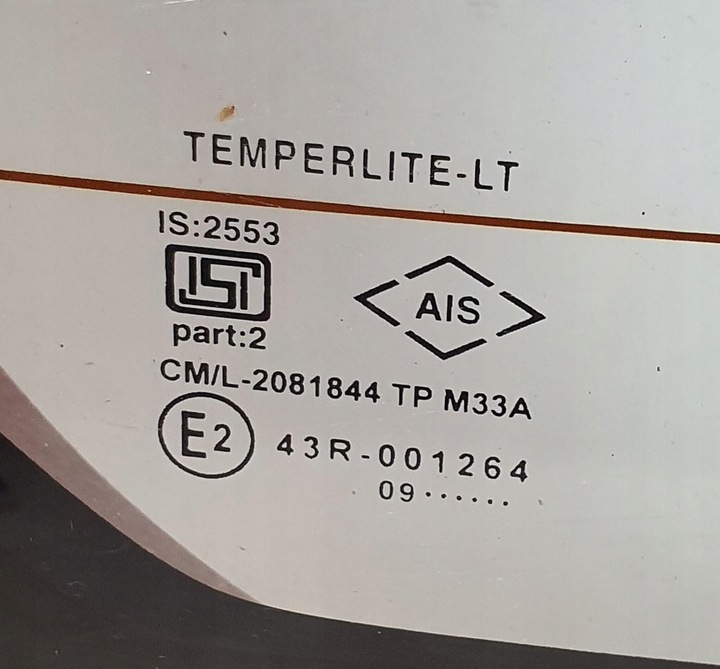 TEMPERLITE-LT
IS:2553
ISI
AIS
part:2
CM/L-2081844 TP M33A
E2 43R-001264
09······